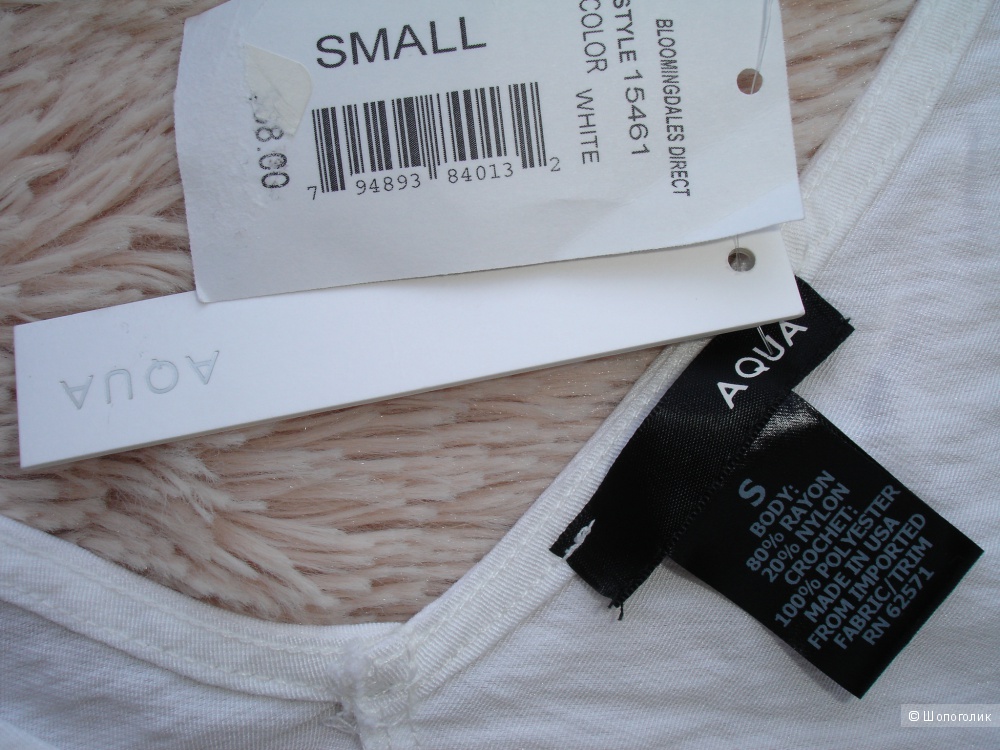 SMALL
7 94893 84013 2
8.00
COLOR WHITE
STYLE 15461
BLOOMINGDALES DIRECT
AQUA
AQUA
S
BODY:
80% RAYON
20% NYLON
CROCHET:
100% POLYESTER
MADE IN USA
FROM IMPORTED
FABRIC/TRIM
RN 62571
© Шопоголик